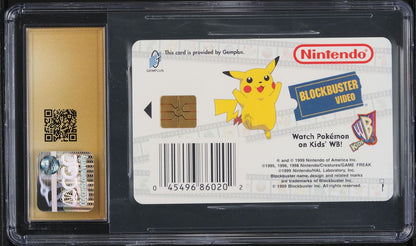 This card is provided by Gemplus.
GEMPLUS
Nintendo
BLOCKBUSTER
VIDEO
Watch Pokémon
on Kids' WB!
KIDS WB
® and © 1999 Nintendo of America Inc.
©1995, 1996, 1998 Nintendo/Creatures/GAME FREAK
©1999 Nintendo/NAL Laboratory, Inc.
Blockbuster name, design and related marks
are trademarks of Blockbuster Inc.
© 1999 Blockbuster Inc. All rights reserved.
0 45496 86020 2